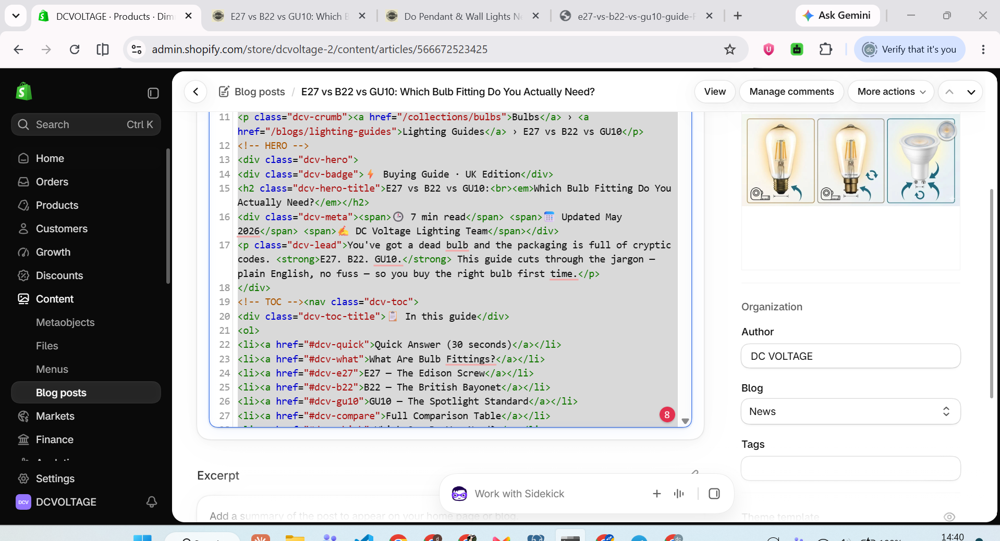 DCVOLTAGE · Products · Dim
E27 vs B22 vs GU10: Which B
Do Pendant & Wall Lights Ne
e27-vs-b22-vs-gu10-guide-F
Ask Gemini
admin.shopify.com/store/dcvoltage-2/content/articles/566672523425
U
dc
Verify that it's you
Search
Ctrl K
Home
Orders
Products
Customers
Growth
Discounts
Content
Metaobjects
Files
Menus
Blog posts
Markets
Finance
Settings
DCV
DCVOLTAGE
Blog posts / E27 vs B22 vs GU10: Which Bulb Fitting Do You Actually Need?
View
Manage comments
More actions
11 <p class="dcv-crumb"><a href="/collections/bulbs">Bulbs</a> › <a
href="/blogs/lighting-guides">Lighting Guides</a> › E27 vs B22 vs GU10</p>
12 <!-- HERO -->
13 <div class="dcv-hero">
14 <div class="dcv-badge">⚡ Buying Guide · UK Edition</div>
15 <h2 class="dcv-hero-title">E27 vs B22 vs GU10:<br><em>Which Bulb Fitting Do You
Actually Need?</em></h2>
16 <div class="dcv-meta"><span>🕒 7 min read</span> <span>📅 Updated May
2026</span> <span>✍️ DC Voltage Lighting Team</span></div>
17 <p class="dcv-lead">You've got a dead bulb and the packaging is full of cryptic
codes. <strong>E27. B22. GU10.</strong> This guide cuts through the jargon —
plain English, no fuss — so you buy the right bulb first time.</p>
18 </div>
19 <!-- TOC --><nav class="dcv-toc">
20 <div class="dcv-toc-title">📋 In this guide</div>
21 <ol>
22 <li><a href="#dcv-quick">Quick Answer (30 seconds)</a></li>
23 <li><a href="#dcv-what">What Are Bulb Fittings?</a></li>
24 <li><a href="#dcv-e27">E27 — The Edison Screw</a></li>
25 <li><a href="#dcv-b22">B22 — The British Bayonet</a></li>
26 <li><a href="#dcv-gu10">GU10 — The Spotlight Standard</a></li>
27 <li><a href="#dcv-compare">Full Comparison Table</a></li>
8
Excerpt
Add a summary of the post to appear on your home page or blog.
Work with Sidekick
Organization
Author
DC VOLTAGE
Blog
News
Tags
Theme template
14:40